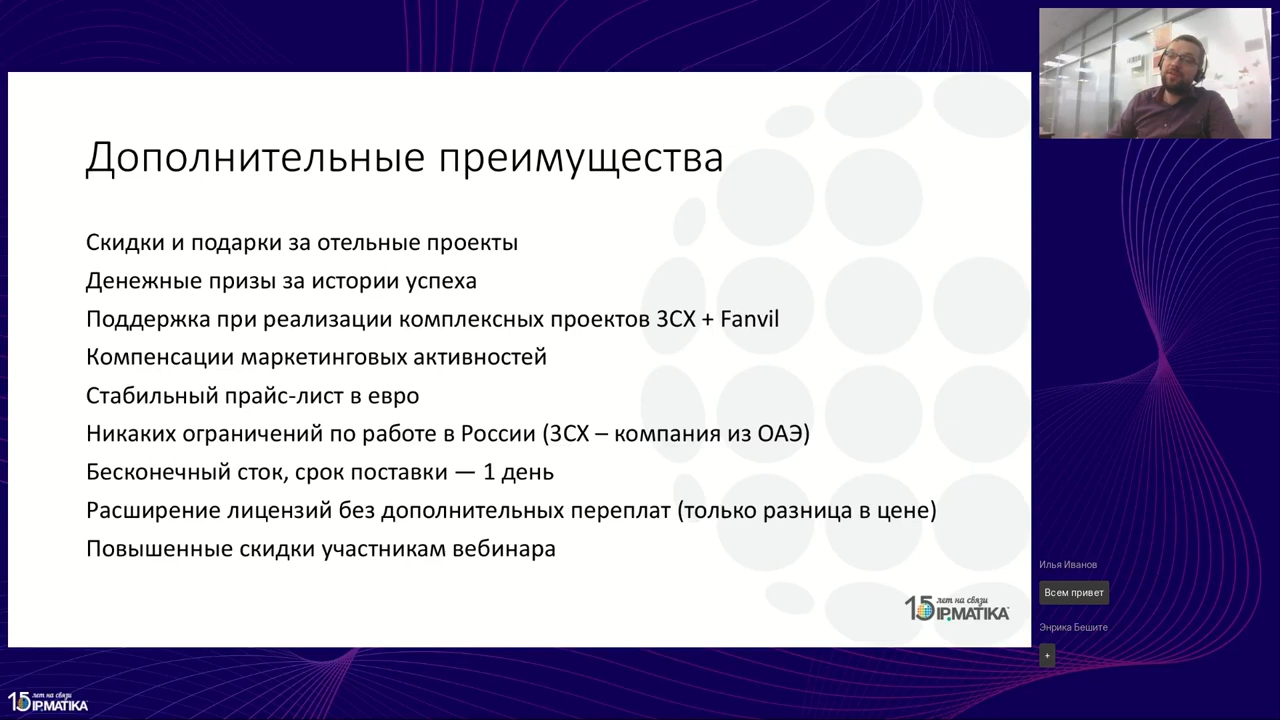 Дополнительные преимущества
Скидки и подарки за отельные проекты
Денежные призы за истории успеха
Поддержка при реализации комплексных проектов 3CX + Fanvil
Компенсации маркетинговых активностей
Стабильный прайс-лист в евро
Никаких ограничений по работе в России (3CX – компания из ОАЭ)
Бесконечный сток, срок поставки — 1 день
Расширение лицензий без дополнительных переплат (только разница в цене)
Повышенные скидки участникам вебинара
15 лет на связи
IPMATIKA
Илья Иванов
Всем привет
Энрика Бешите
+
15 лет на связи
IPMATIKA